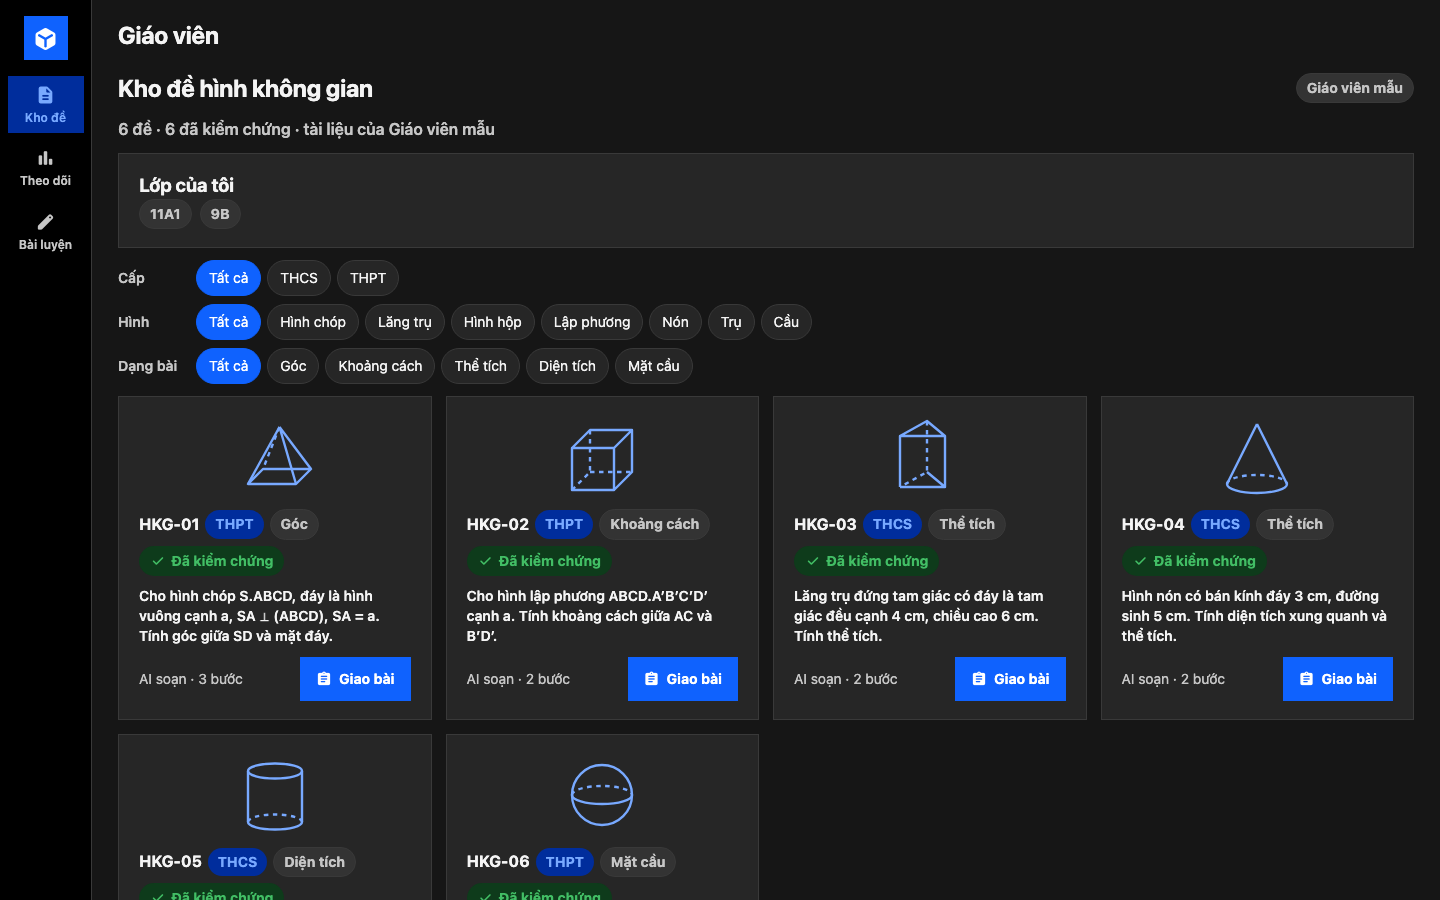 Giáo viên
Kho đề
Theo dõi
Bài luyện
Kho đề hình không gian
Giáo viên mẫu
6 đề · 6 đã kiểm chứng · tài liệu của Giáo viên mẫu
Lớp của tôi
11A1 9B
Cấp Tất cả THCS THPT
Hình Tất cả Hình chóp Lăng trụ Hình hộp Lập phương Nón Trụ Cầu
Dạng bài Tất cả Góc Khoảng cách Thể tích Diện tích Mặt cầu
HKG-01 THPT Góc
Đã kiểm chứng
Cho hình chóp S.ABCD, đáy là hình
vuông cạnh a, SA ⊥ (ABCD), SA = a.
Tính góc giữa SD và mặt đáy.
AI soạn · 3 bước Giao bài
HKG-02 THPT Khoảng cách
Đã kiểm chứng
Cho hình lập phương ABCD.A’B’C’D’
cạnh a. Tính khoảng cách giữa AC và
B’D’.
AI soạn · 2 bước Giao bài
HKG-03 THCS Thể tích
Đã kiểm chứng
Lăng trụ đứng tam giác có đáy là tam
giác đều cạnh 4 cm, chiều cao 6 cm.
Tính thể tích.
AI soạn · 2 bước Giao bài
HKG-04 THCS Thể tích
Đã kiểm chứng
Hình nón có bán kính đáy 3 cm, đường
sinh 5 cm. Tính diện tích xung quanh và
thể tích.
AI soạn · 2 bước Giao bài
HKG-05 THCS Diện tích
Đã kiểm chứng
HKG-06 THPT Mặt cầu
Đã kiểm chứng